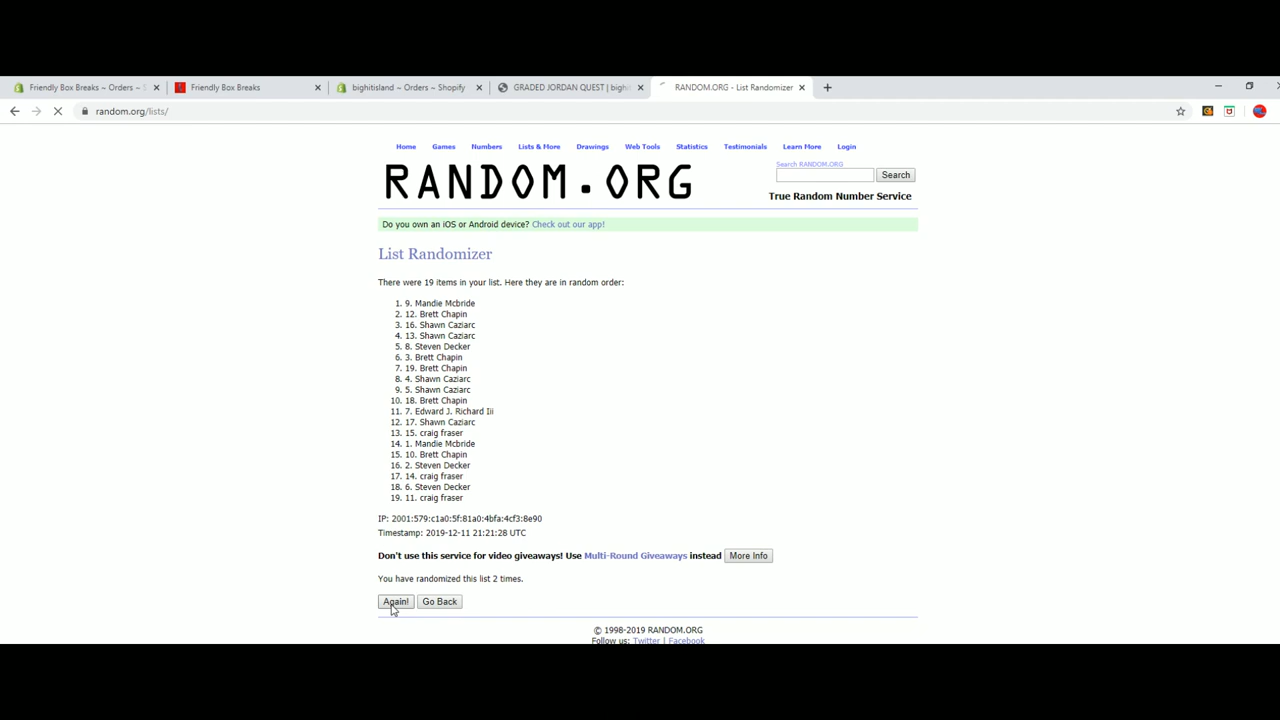 Friendly Box Breaks ~ Orders ~ S
Friendly Box Breaks
bighitisland ~ Orders ~ Shopify
GRADED JORDAN QUEST | bighi
RANDOM.ORG - List Randomizer
random.org/lists/
Home Games Numbers Lists & More Drawings Web Tools Statistics Testimonials Learn More Login
RANDOM.ORG
Search RANDOM.ORG
Search
True Random Number Service
Do you own an iOS or Android device? Check out our app!
List Randomizer
There were 19 items in your list. Here they are in random order:
1. 9. Mandie Mcbride
2. 12. Brett Chapin
3. 16. Shawn Caziarc
4. 13. Shawn Caziarc
5. 8. Steven Decker
6. 3. Brett Chapin
7. 19. Brett Chapin
8. 4. Shawn Caziarc
9. 5. Shawn Caziarc
10. 18. Brett Chapin
11. 7. Edward J. Richard Iii
12. 17. Shawn Caziarc
13. 15. craig fraser
14. 1. Mandie Mcbride
15. 10. Brett Chapin
16. 2. Steven Decker
17. 14. craig fraser
18. 6. Steven Decker
19. 11. craig fraser
IP: 2001:579:c1a0:5f:81a0:4bfa:4cf3:8e90
Timestamp: 2019-12-11 21:21:28 UTC
Don't use this service for video giveaways! Use Multi-Round Giveaways instead More Info
You have randomized this list 2 times.
Again! Go Back
© 1998-2019 RANDOM.ORG
Follow us: Twitter | Facebook